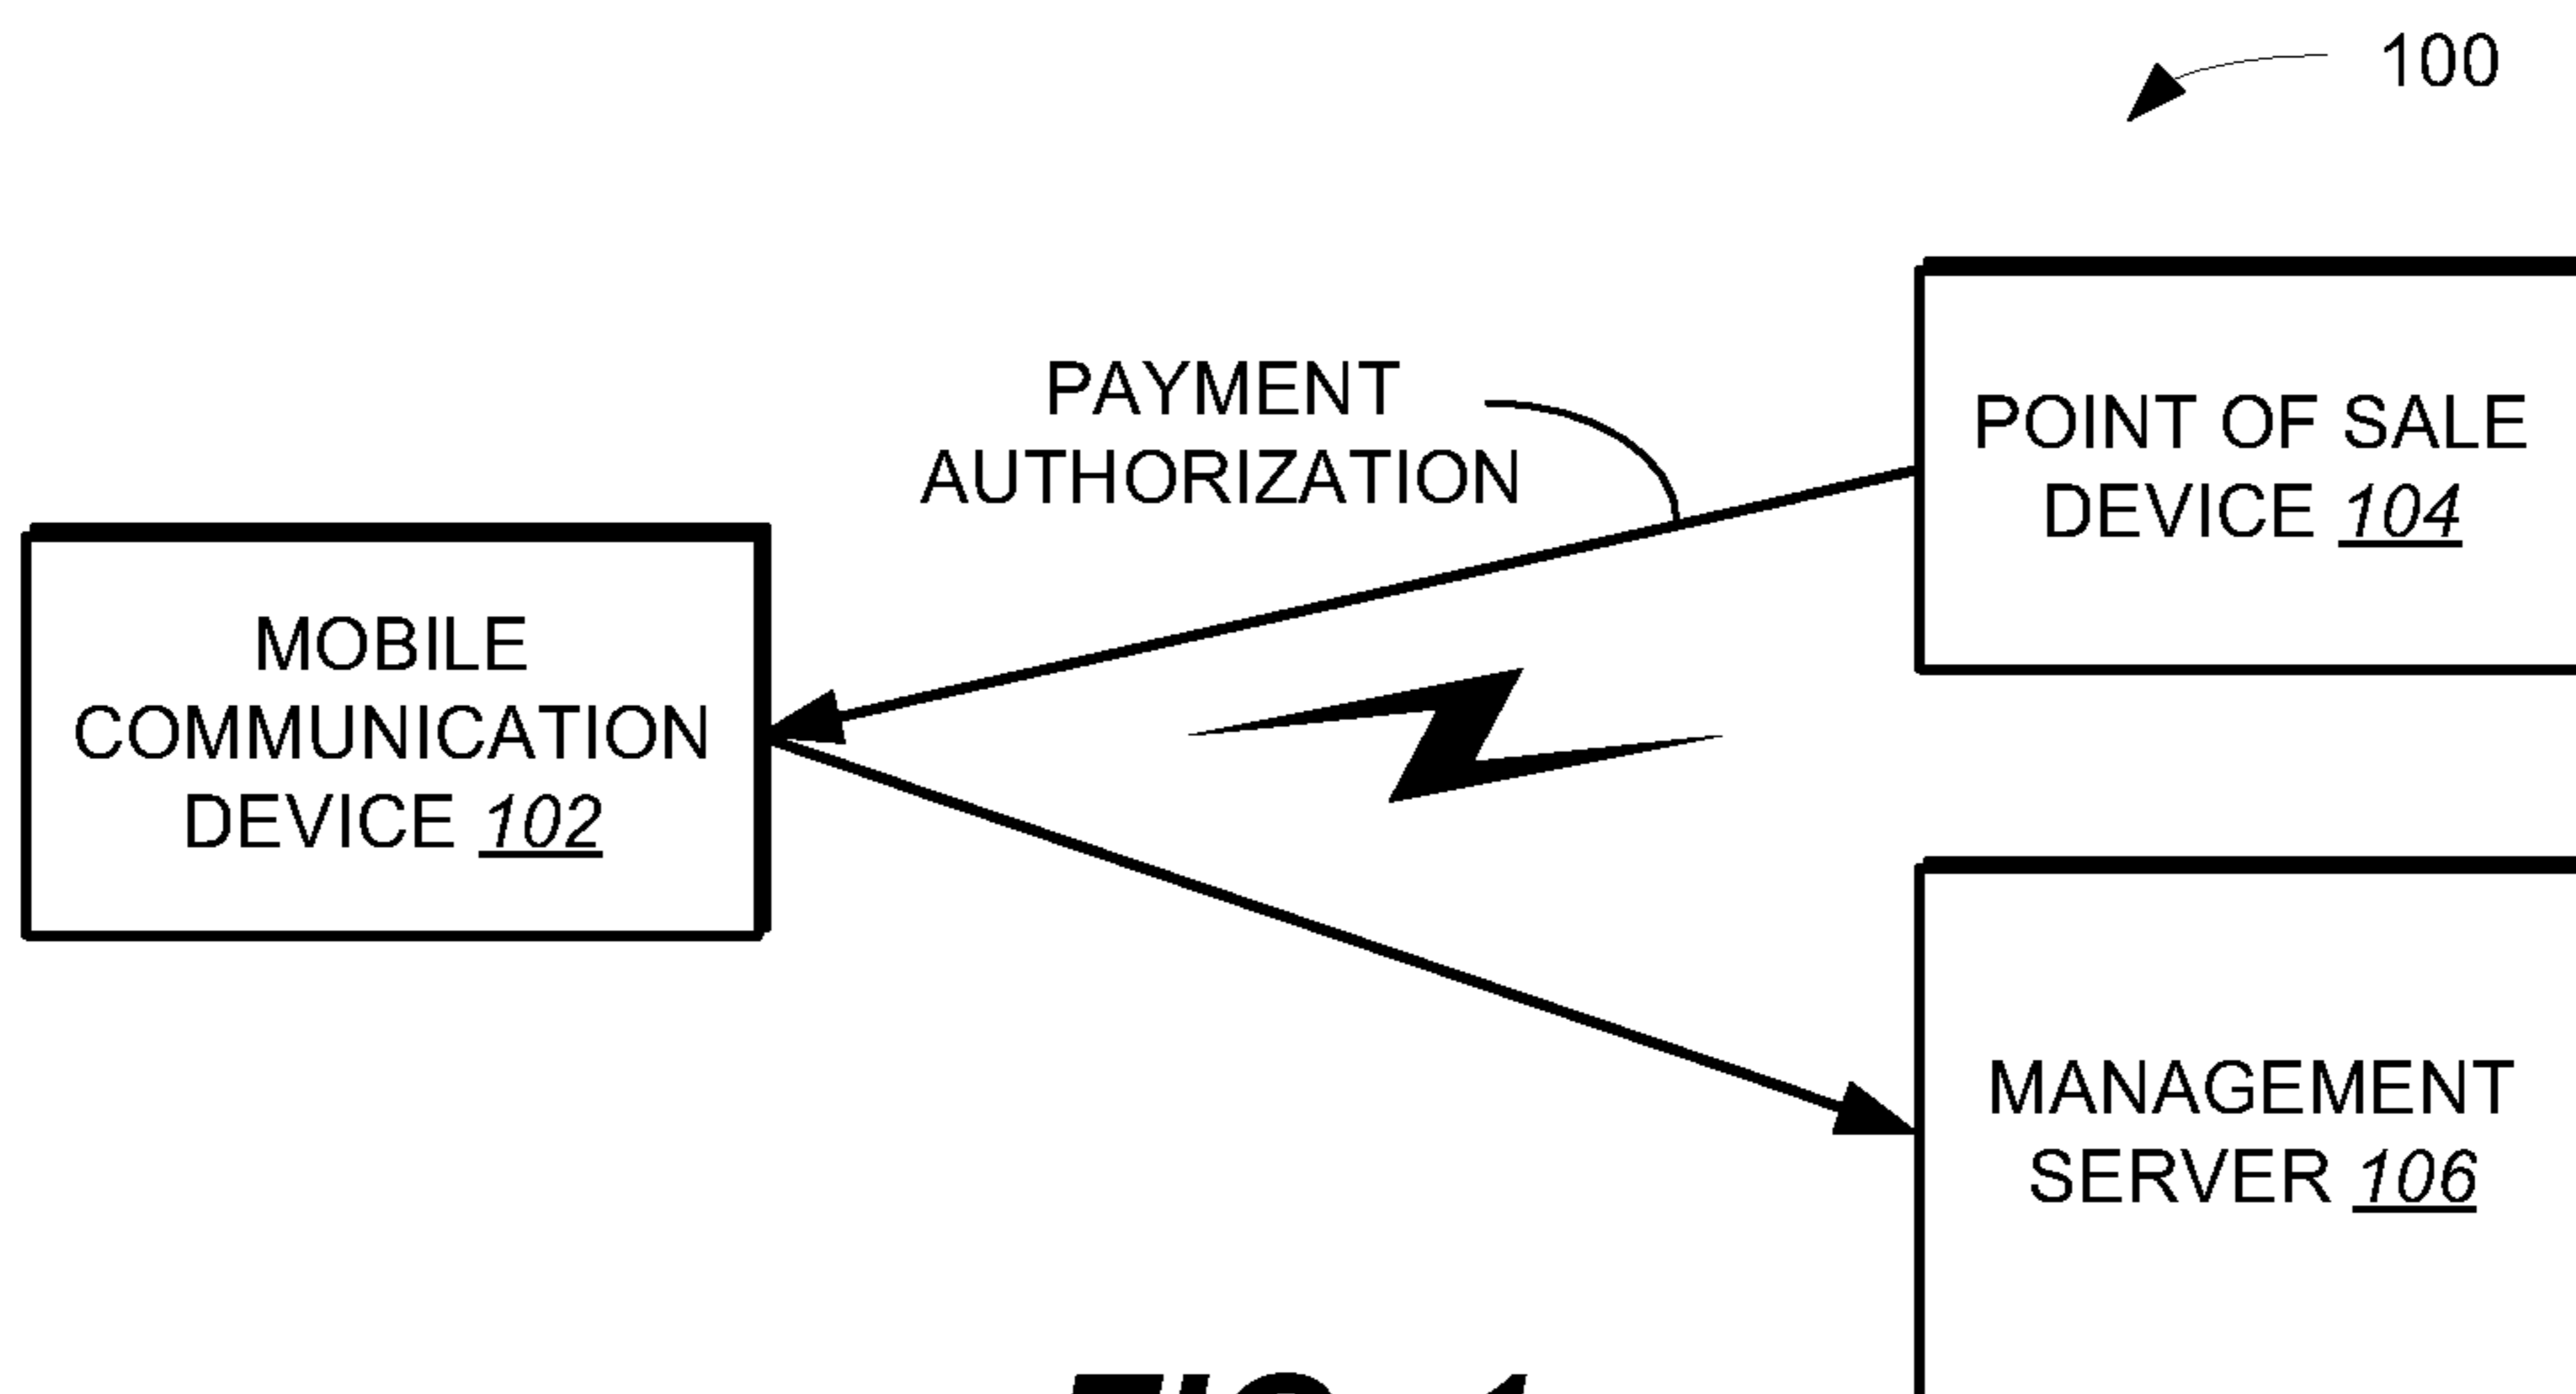 100
PAYMENT
AUTHORIZATION
POINT OF SALE
DEVICE 104
MOBILE
COMMUNICATION
DEVICE 102
MANAGEMENT
SERVER 106